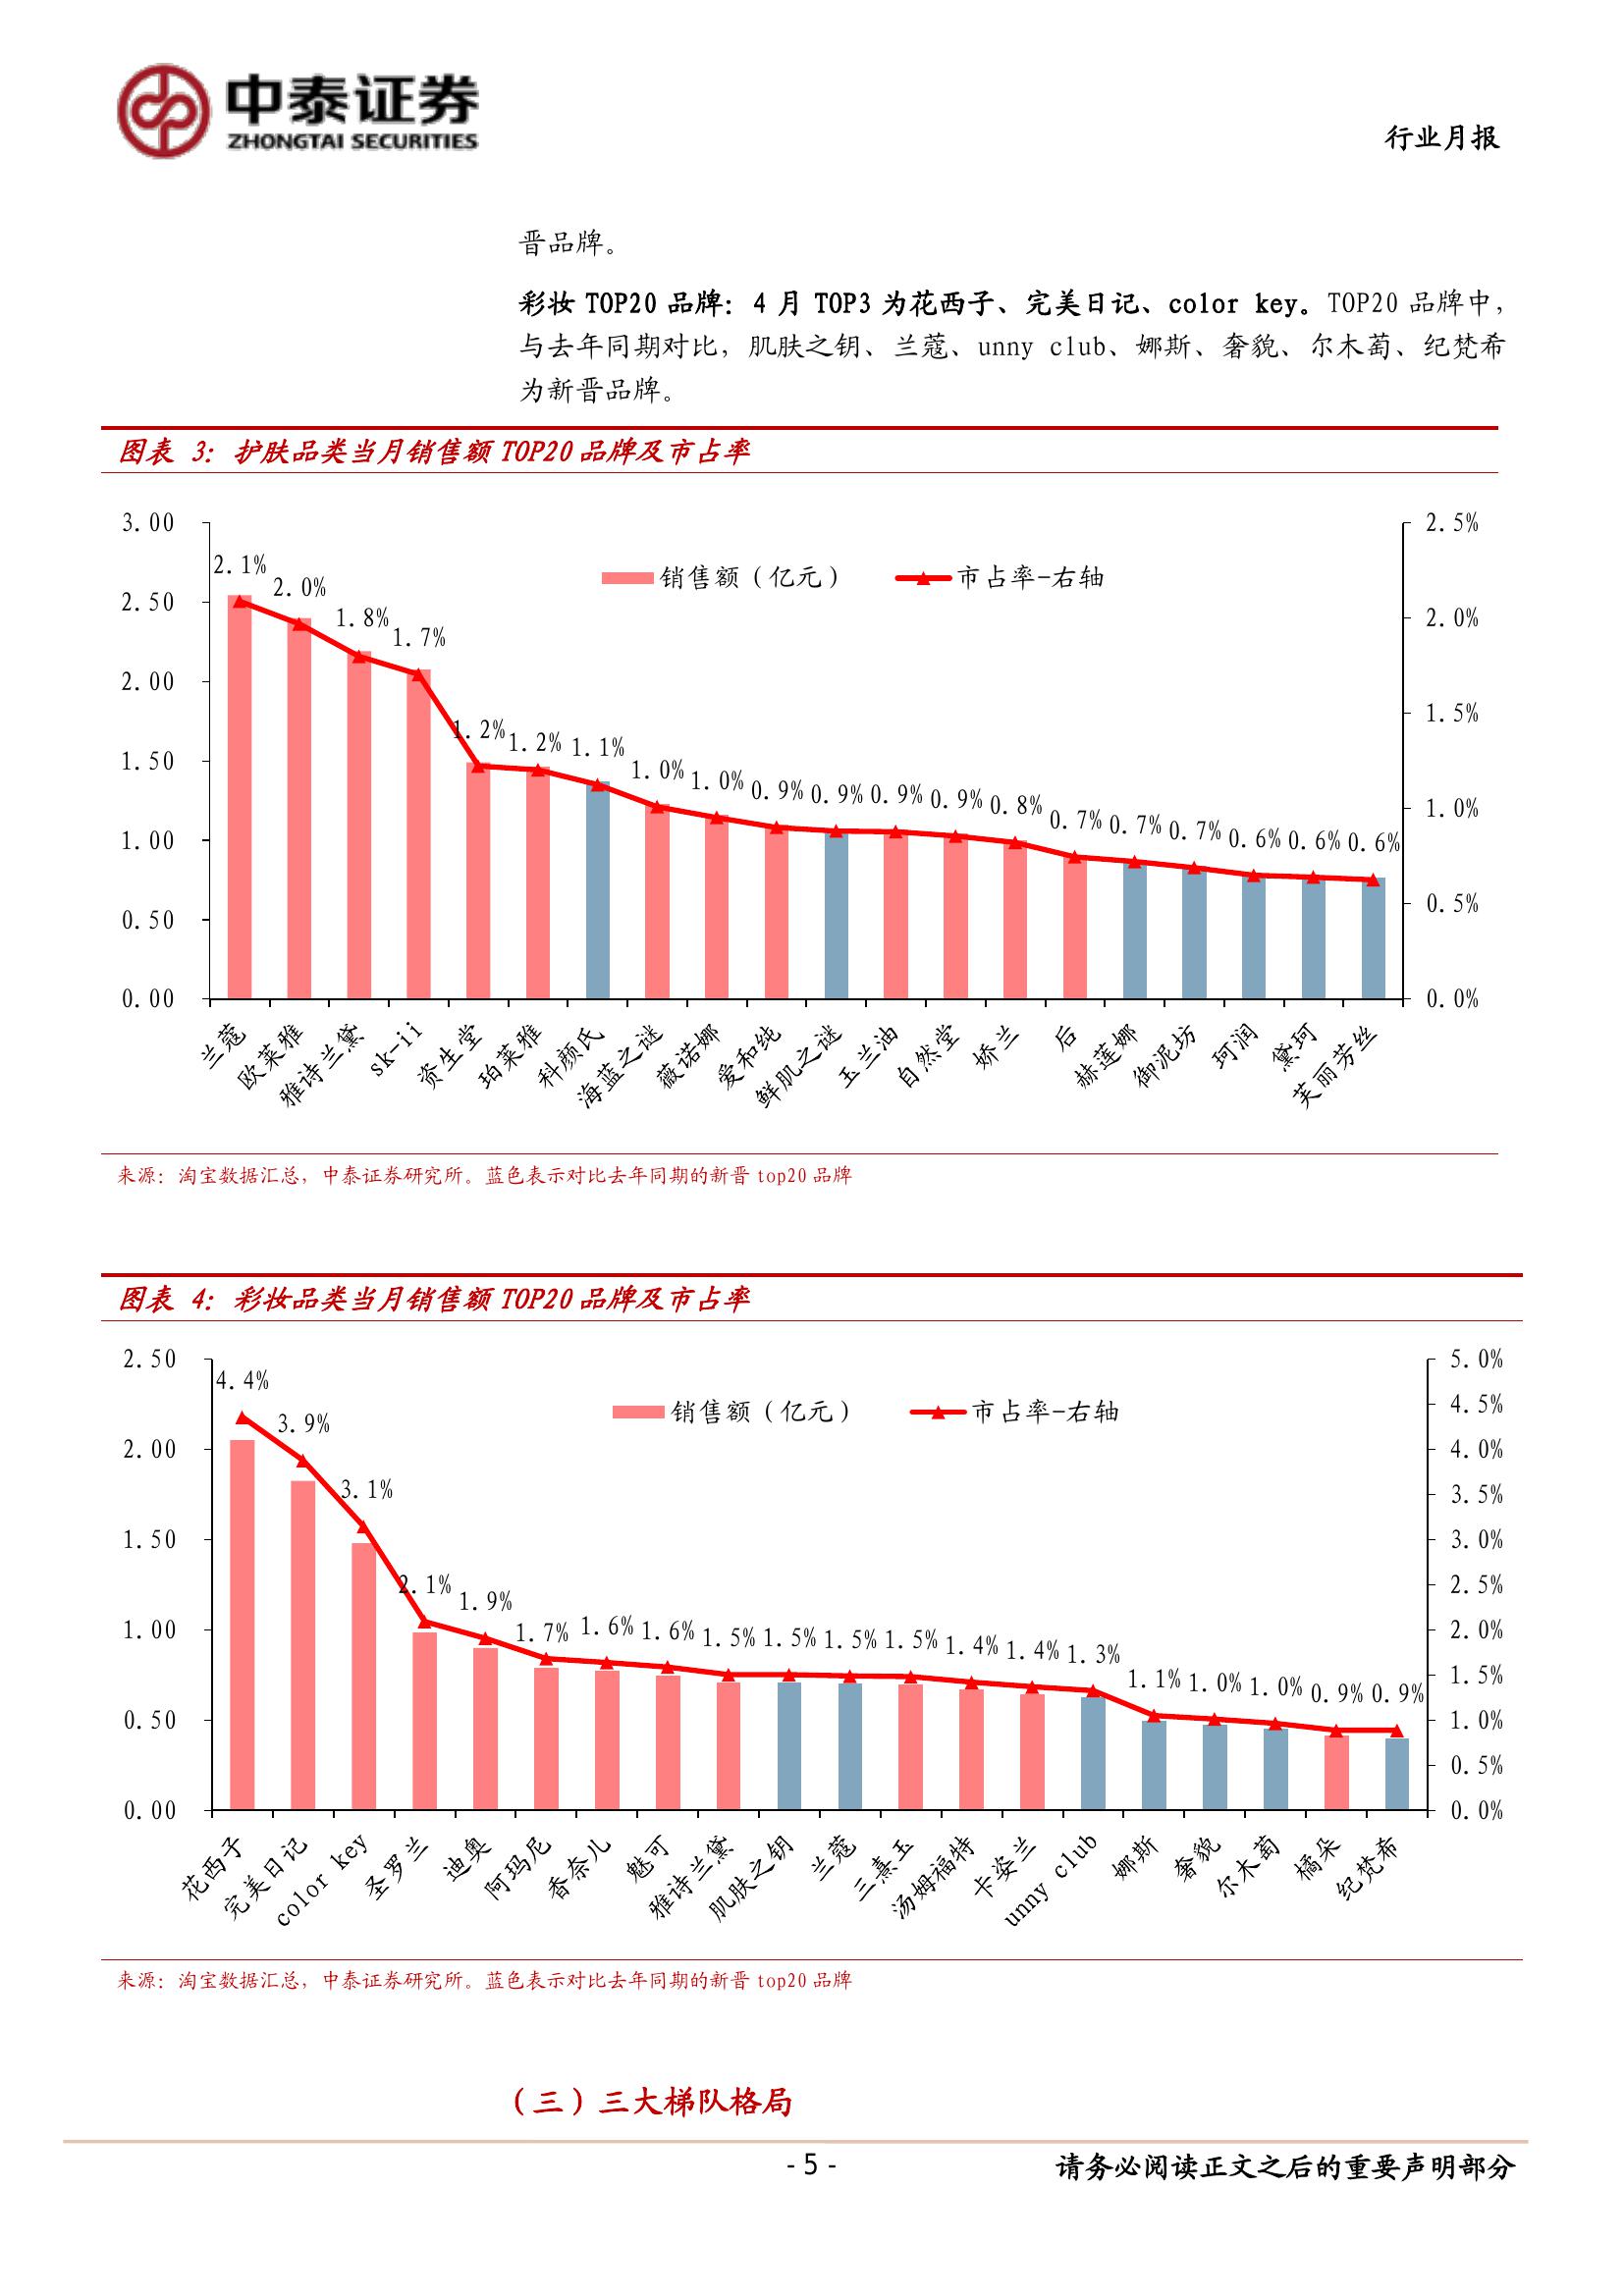 中泰证券
ZHONGTAI SECURITIES
行业月报
晋品牌。
彩妆 TOP20 品牌：4 月 TOP3 为花西子、完美日记、color key。TOP20 品牌中，
与去年同期对比，肌肤之钥、兰蔻、unny club、娜斯、奢貌、尔木萄、纪梵希
为新晋品牌。
图表 3：护肤品类当月销售额 TOP20 品牌及市占率
3.00
2.50
2.00
1.50
1.00
0.50
0.00
销售额（亿元）
市占率-右轴
2.1%
2.0%
1.8%
1.7%
1.2%
1.2%
1.1%
1.0%
1.0%
0.9%
0.9%
0.9%
0.9%
0.8%
0.7%
0.7%
0.7%
0.6%
0.6%
0.6%
2.5%
2.0%
1.5%
1.0%
0.5%
0.0%
兰蔻
欧莱雅
雅诗兰黛
sk-ii
资生堂
珀莱雅
科颜氏
海蓝之谜
薇诺娜
爱和纯
鲜肌之谜
玉兰油
自然堂
娇兰
后
赫莲娜
御泥坊
珂润
黛珂
芙丽芳丝
来源：淘宝数据汇总，中泰证券研究所。蓝色表示对比去年同期的新晋 top20 品牌
图表 4：彩妆品类当月销售额 TOP20 品牌及市占率
2.50
2.00
1.50
1.00
0.50
0.00
销售额（亿元）
市占率-右轴
4.4%
3.9%
3.1%
2.1%
1.9%
1.7%
1.6%
1.6%
1.5%
1.5%
1.5%
1.5%
1.4%
1.4%
1.3%
1.1%
1.0%
1.0%
0.9%
0.9%
5.0%
4.5%
4.0%
3.5%
3.0%
2.5%
2.0%
1.5%
1.0%
0.5%
0.0%
花西子
完美日记
color key
圣罗兰
迪奥
阿玛尼
香奈儿
魅可
雅诗兰黛
肌肤之钥
兰蔻
三熹玉
汤姆福特
卡姿兰
unny club
娜斯
奢貌
尔木萄
橘朵
纪梵希
来源：淘宝数据汇总，中泰证券研究所。蓝色表示对比去年同期的新晋 top20 品牌
（三）三大梯队格局
- 5 -
请务必阅读正文之后的重要声明部分